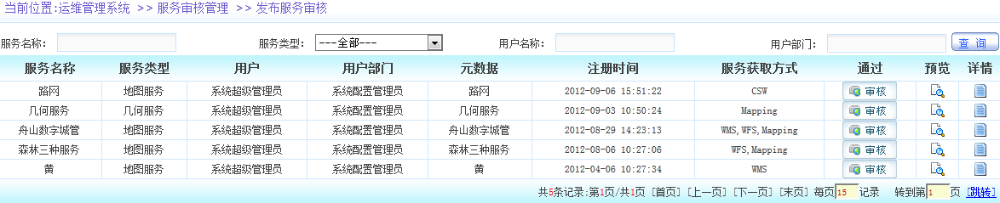 当前位置:运维管理系统 >> 服务审核管理 >> 发布服务审核
服务名称: 服务类型: ---全部--- 用户名称: 用户部门: 查 询
服务名称 服务类型 用户 用户部门 元数据 注册时间 服务获取方式 通过 预览 详情
路网 地图服务 系统超级管理员 系统配置管理员 路网 2012-09-06 15:51:22 CSW 审核
几何服务 几何服务 系统超级管理员 系统配置管理员 几何服务 2012-09-03 10:50:24 Mapping 审核
舟山数字城管 地图服务 系统超级管理员 系统配置管理员 舟山数字城管 2012-08-29 14:23:13 WMS,WFS,Mapping 审核
森林三种服务 地图服务 系统超级管理员 系统配置管理员 森林三种服务 2012-08-06 10:27:06 WFS,Mapping 审核
黄 地图服务 系统超级管理员 系统配置管理员 黄 2012-04-06 10:27:34 WMS 审核
共5条记录:第1页/共1页 [首页] [上一页] [下一页] [末页] 每页15记录 转到第1页 [跳转]